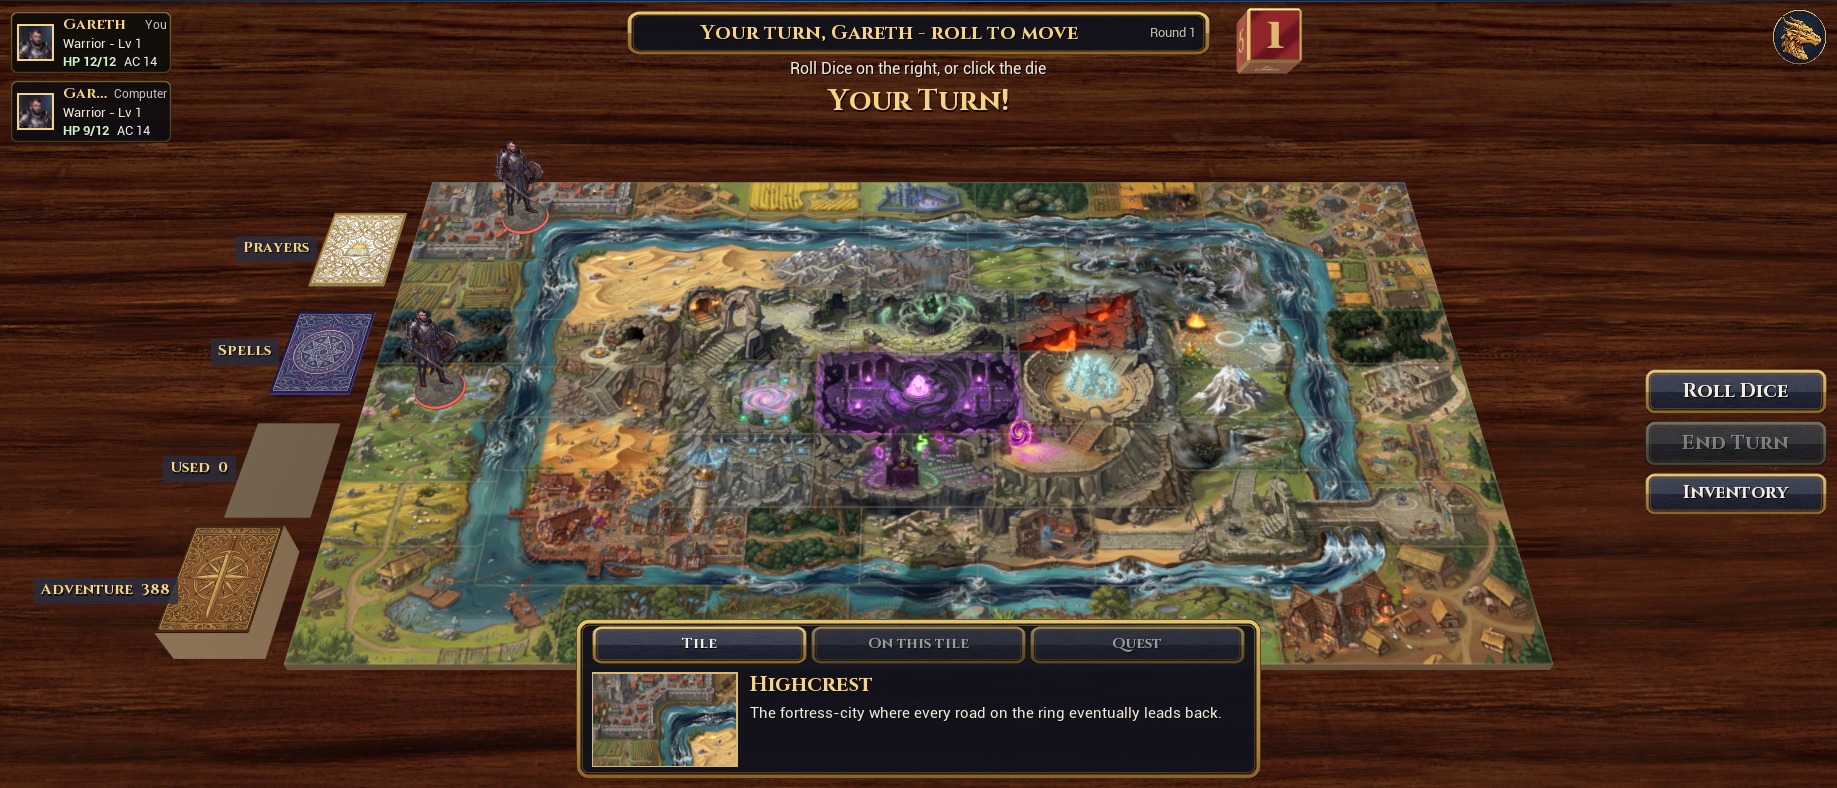 Gareth You
Warrior - Lv 1
HP 12/12 AC 14
Gar... Computer
Warrior - Lv 1
HP 9/12 AC 14
Your turn, Gareth - roll to move Round 1
Roll Dice on the right, or click the die
Your Turn!
1
5
Prayers
Spells
Used 0
Adventure 388
Roll Dice
End Turn
Inventory
Tile On this tile Quest
Highcrest
The fortress-city where every road on the ring eventually leads back.